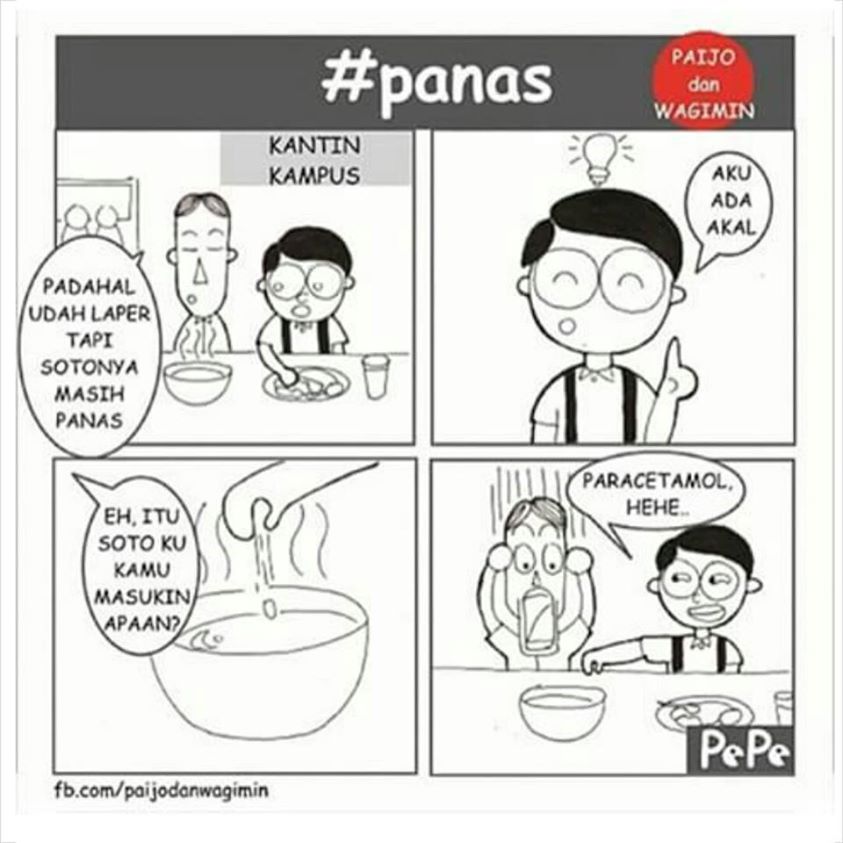 #panas
PAIJO
dan
WAGIMIN
KANTIN
KAMPUS
PADAHAL
UDAH LAPER
TAPI
SOTONYA
MASIH
PANAS
AKU
ADA
AKAL
EH, ITU
SOTO KU
KAMU
MASUKIN
APAAN?
PARACETAMOL,
HEHE..
PePe
fb.com/paijodanwagimin